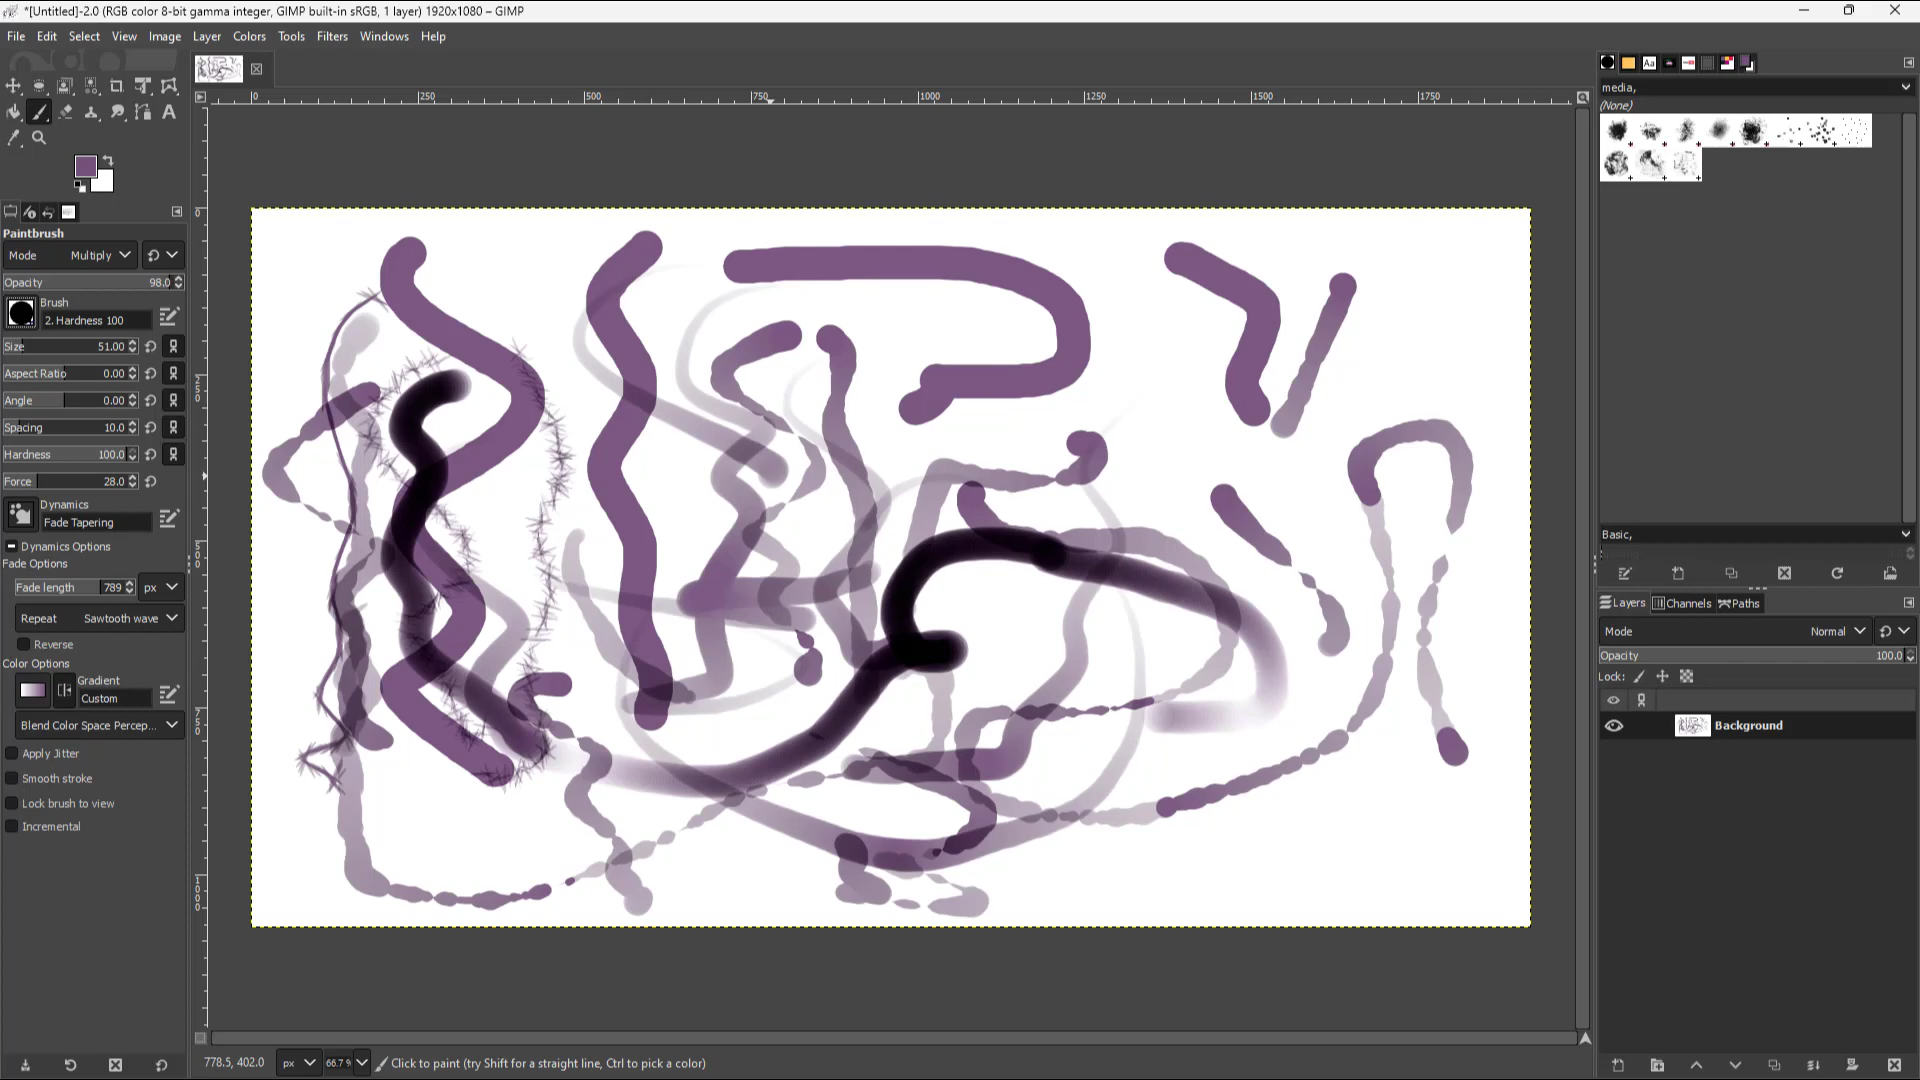 *[Untitled]-2.0 (RGB color 8-bit gamma integer, GIMP built-in sRGB, 1 layer) 1920x1080 – GIMP
File Edit Select View Image Layer Colors Tools Filters Windows Help
0 250 500 750 1000 1250 1500 1750
Paintbrush
Mode Multiply
Opacity 98.0
Brush
2. Hardness 100
Size 51.00
Aspect Ratio 0.00
Angle 0.00
Spacing 10.0
Hardness 100.0
Force 28.0
Dynamics
Fade Tapering
Dynamics Options
Fade Options
Fade length 789 px
Repeat Sawtooth wave
Reverse
Color Options
Gradient
Custom
Blend Color Space Percep...
Apply Jitter
Smooth stroke
Lock brush to view
Incremental
0
250
500
750
1000
778.5, 402.0 px 66.7 Click to paint (try Shift for a straight line, Ctrl to pick a color)
Aa
media,
(None)
Basic,
Layers Channels Paths
Mode Normal
Opacity 100.0
Lock:
Background